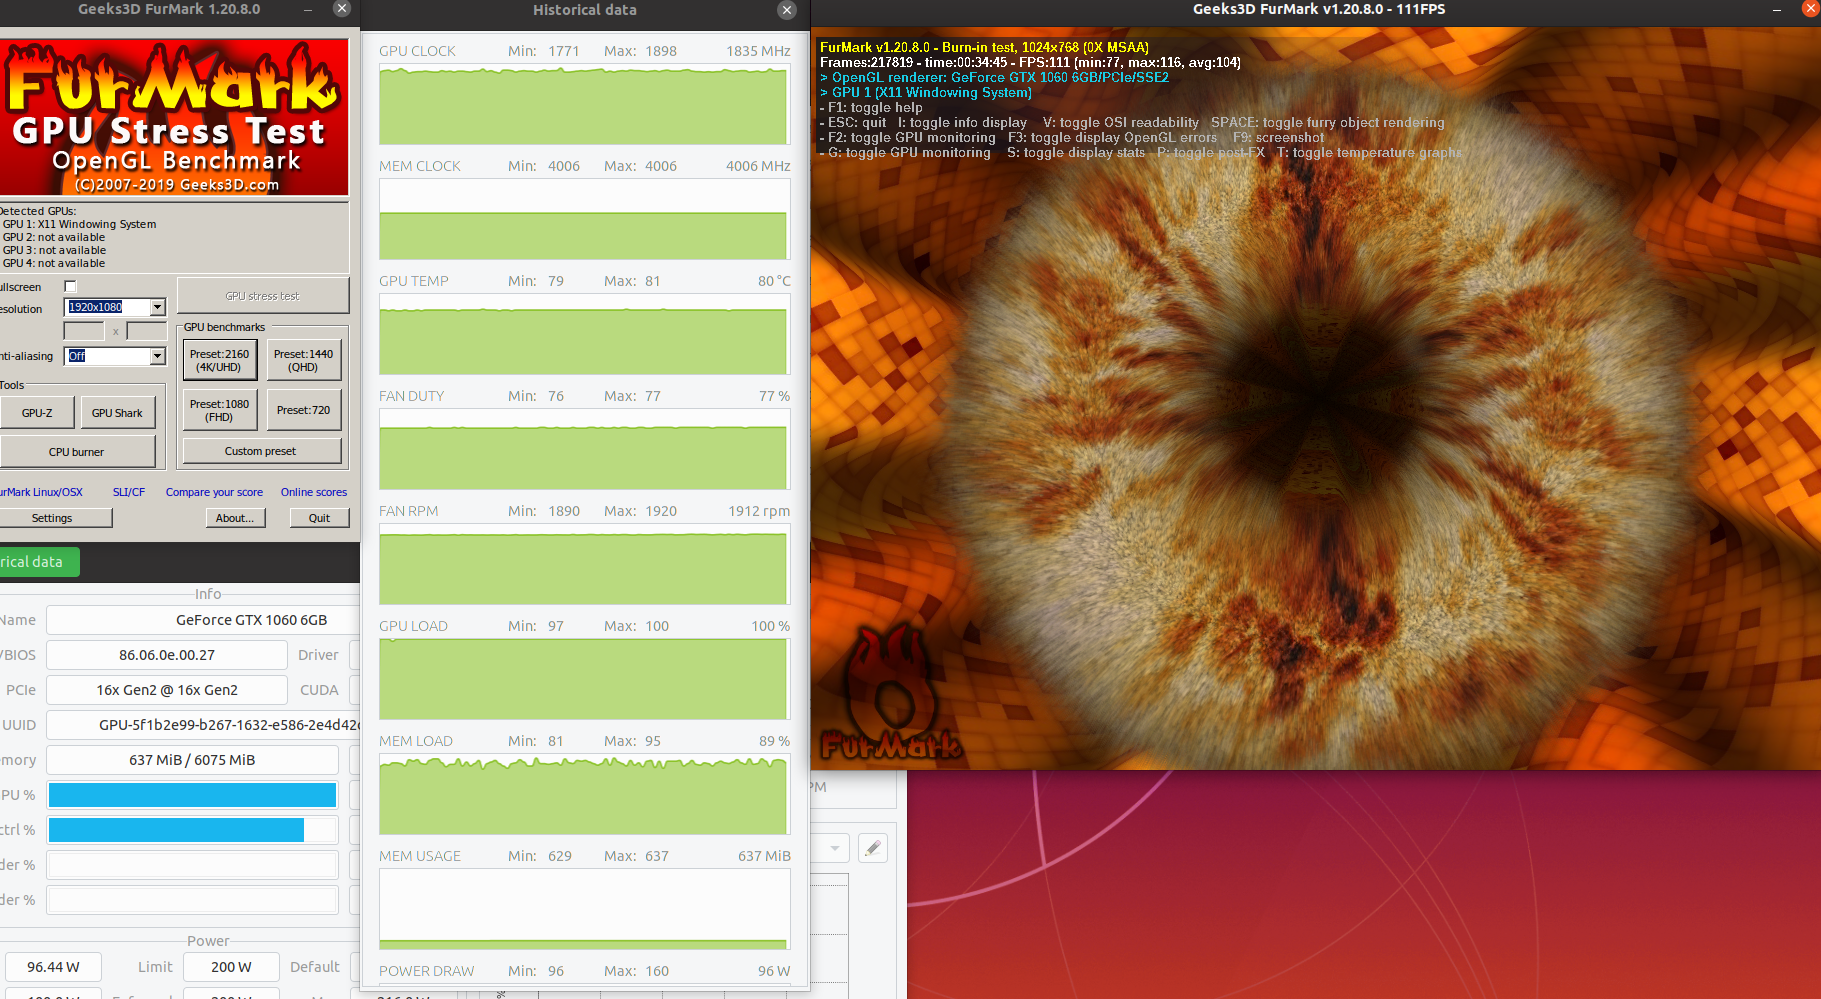 Geeks3D FurMark 1.20.8.0
FurMark
GPU Stress Test
OpenGL Benchmark
(C)2007-2019 Geeks3D.com
Detected GPUs:
GPU 1: X11 Windowing System
GPU 2: not available
GPU 3: not available
GPU 4: not available
ullscreen
esolution
1920x1080
x
nti-aliasing
Off
GPU stress test
GPU benchmarks
Preset:2160
(4K/UHD)
Preset:1440
(QHD)
Preset:1080
(FHD)
Preset:720
Custom preset
Tools
GPU-Z
GPU Shark
CPU burner
urMark Linux/OSX
SLI/CF
Compare your score
Online scores
Settings
About...
Quit
rical data
Info
Name
GeForce GTX 1060 6GB
/BIOS
86.06.0e.00.27
Driver
PCIe
16x Gen2 @ 16x Gen2
CUDA
UUID
GPU-5f1b2e99-b267-1632-e586-2e4d42
mory
637 MiB / 6075 MiB
PU %
ctrl %
der %
der %
Power
96.44 W
Limit
200 W
Default
Historical data
GPU CLOCK Min: 1771 Max: 1898 1835 MHz
MEM CLOCK Min: 4006 Max: 4006 4006 MHz
GPU TEMP Min: 79 Max: 81 80 °C
FAN DUTY Min: 76 Max: 77 77 %
FAN RPM Min: 1890 Max: 1920 1912 rpm
GPU LOAD Min: 97 Max: 100 100 %
MEM LOAD Min: 81 Max: 95 89 %
MEM USAGE Min: 629 Max: 637 637 MiB
POWER DRAW Min: 96 Max: 160 96 W
Geeks3D FurMark v1.20.8.0 - 111FPS
FurMark v1.20.8.0 - Burn-in test, 1024x768 (0X MSAA)
Frames:217819 - time:00:34:45 - FPS:111 (min:77, max:116, avg:104)
> OpenGL renderer: GeForce GTX 1060 6GB/PCIe/SSE2
> GPU 1 (X11 Windowing System)
- F1: toggle help
- ESC: quit I: toggle info display V: toggle OSI readability SPACE: toggle furry object rendering
- F2: toggle GPU monitoring F3: toggle display OpenGL errors F9: screenshot
- G: toggle GPU monitoring S: toggle display stats P: toggle post-FX T: toggle temperature graphs
FurMark
PM
%